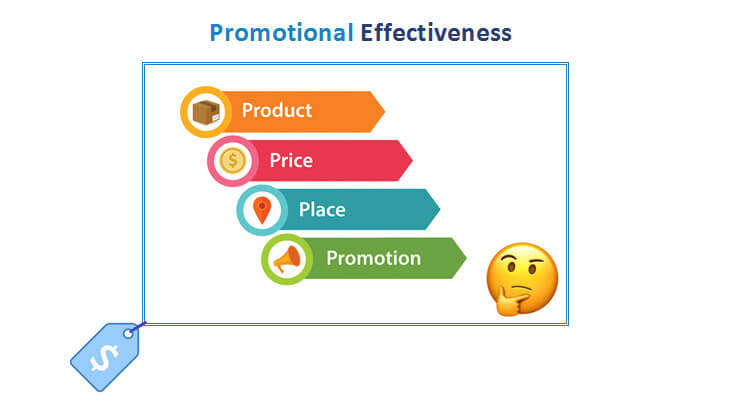 Promotional Effectiveness
Product
$
Price
Place
Promotion
$